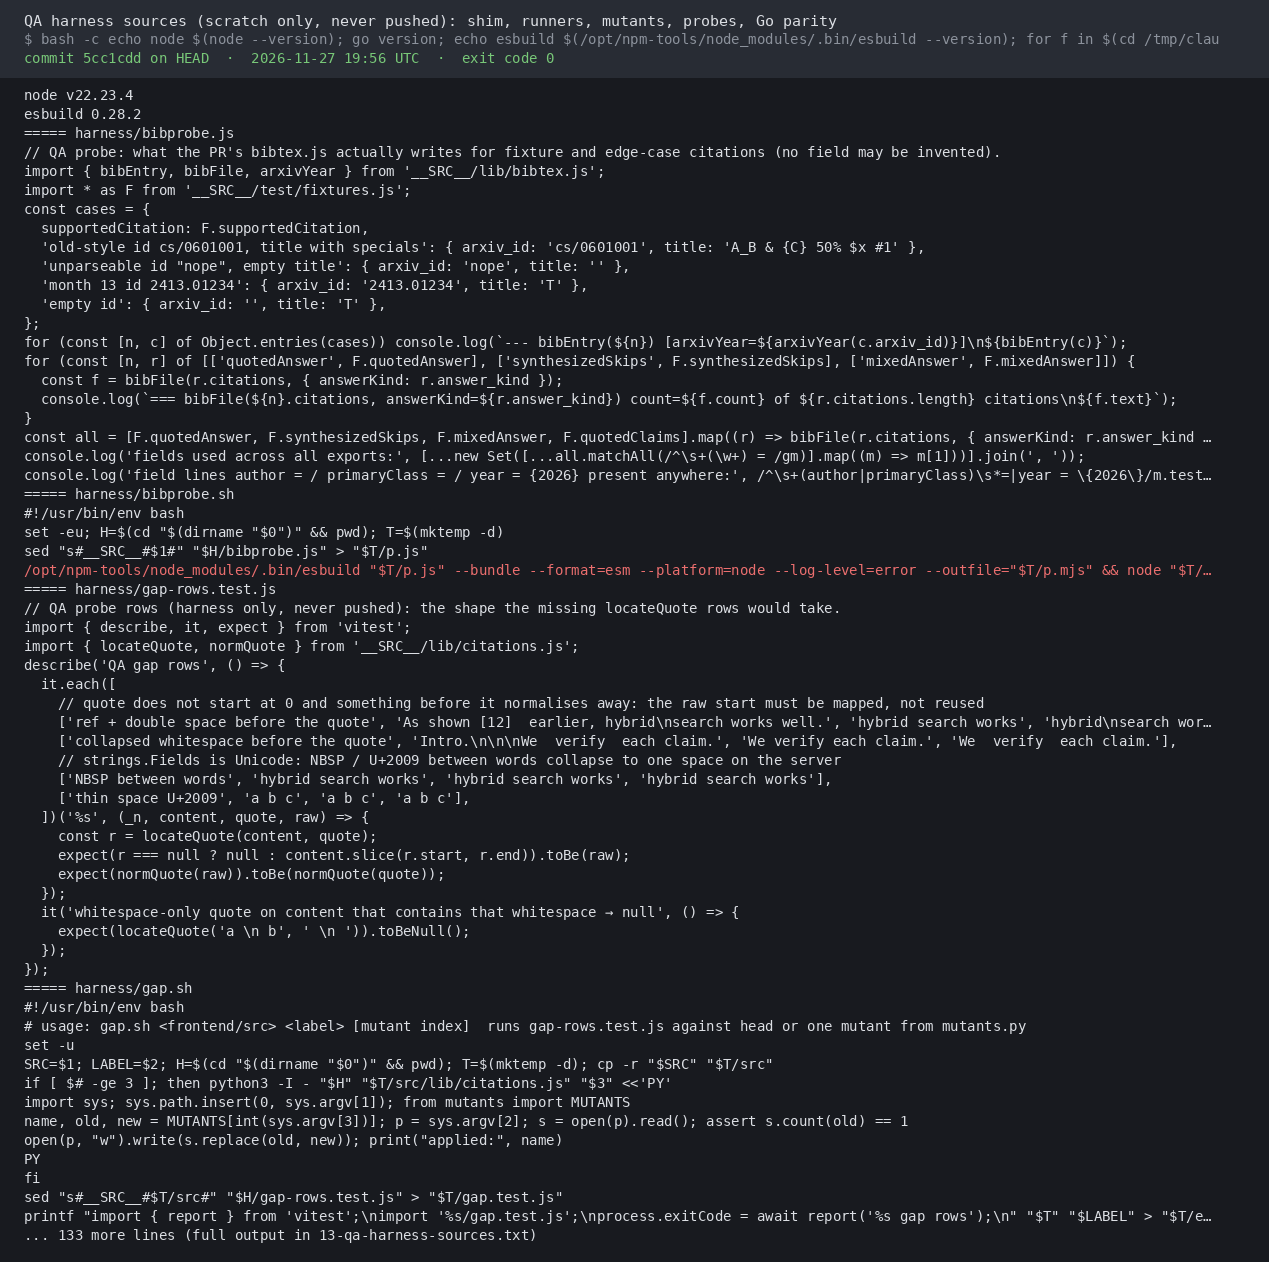 QA harness sources (scratch only, never pushed): shim, runners, mutants, probes, Go parity
$ bash -c echo node $(node --version); go version; echo esbuild $(/opt/npm-tools/node_modules/.bin/esbuild --version); for f in $(cd /tmp/clau
commit 5cc1cdd on HEAD  ·  2026-11-27 19:56 UTC  ·  exit code 0
node v22.23.4
esbuild 0.28.2
===== harness/bibprobe.js
// QA probe: what the PR's bibtex.js actually writes for fixture and edge-case citations (no field may be invented).
import { bibEntry, bibFile, arxivYear } from '__SRC__/lib/bibtex.js';
import * as F from '__SRC__/test/fixtures.js';
const cases = {
  supportedCitation: F.supportedCitation,
  'old-style id cs/0601001, title with specials': { arxiv_id: 'cs/0601001', title: 'A_B & {C} 50% $x #1' },
  'unparseable id "nope", empty title': { arxiv_id: 'nope', title: '' },
  'month 13 id 2413.01234': { arxiv_id: '2413.01234', title: 'T' },
  'empty id': { arxiv_id: '', title: 'T' },
};
for (const [n, c] of Object.entries(cases)) console.log(`--- bibEntry(${n}) [arxivYear=${arxivYear(c.arxiv_id)}]\n${bibEntry(c)}`);
for (const [n, r] of [['quotedAnswer', F.quotedAnswer], ['synthesizedSkips', F.synthesizedSkips], ['mixedAnswer', F.mixedAnswer]]) {
  const f = bibFile(r.citations, { answerKind: r.answer_kind });
  console.log(`=== bibFile(${n}.citations, answerKind=${r.answer_kind}) count=${f.count} of ${r.citations.length} citations\n${f.text}`);
}
const all = [F.quotedAnswer, F.synthesizedSkips, F.mixedAnswer, F.quotedClaims].map((r) => bibFile(r.citations, { answerKind: r.answer_kind …
console.log('fields used across all exports:', [...new Set([...all.matchAll(/^\s+(\w+) = /gm)].map((m) => m[1]))].join(', '));
console.log('field lines author = / primaryClass = / year = {2026} present anywhere:', /^\s+(author|primaryClass)\s*=|year = \{2026\}/m.test…
===== harness/bibprobe.sh
#!/usr/bin/env bash
set -eu; H=$(cd "$(dirname "$0")" && pwd); T=$(mktemp -d)
sed "s#__SRC__#$1#" "$H/bibprobe.js" > "$T/p.js"
/opt/npm-tools/node_modules/.bin/esbuild "$T/p.js" --bundle --format=esm --platform=node --log-level=error --outfile="$T/p.mjs" && node "$T/…
===== harness/gap-rows.test.js
// QA probe rows (harness only, never pushed): the shape the missing locateQuote rows would take.
import { describe, it, expect } from 'vitest';
import { locateQuote, normQuote } from '__SRC__/lib/citations.js';
describe('QA gap rows', () => {
  it.each([
    // quote does not start at 0 and something before it normalises away: the raw start must be mapped, not reused
    ['ref + double space before the quote', 'As shown [12]  earlier, hybrid\nsearch works well.', 'hybrid search works', 'hybrid\nsearch wor…
    ['collapsed whitespace before the quote', 'Intro.\n\n\nWe  verify  each claim.', 'We verify each claim.', 'We  verify  each claim.'],
    // strings.Fields is Unicode: NBSP / U+2009 between words collapse to one space on the server
    ['NBSP between words', 'hybrid search works', 'hybrid search works', 'hybrid search works'],
    ['thin space U+2009', 'a b c', 'a b c', 'a b c'],
  ])('%s', (_n, content, quote, raw) => {
    const r = locateQuote(content, quote);
    expect(r === null ? null : content.slice(r.start, r.end)).toBe(raw);
    expect(normQuote(raw)).toBe(normQuote(quote));
  });
  it('whitespace-only quote on content that contains that whitespace → null', () => {
    expect(locateQuote('a \n b', ' \n ')).toBeNull();
  });
});
===== harness/gap.sh
#!/usr/bin/env bash
# usage: gap.sh <frontend/src> <label> [mutant index]  runs gap-rows.test.js against head or one mutant from mutants.py
set -u
SRC=$1; LABEL=$2; H=$(cd "$(dirname "$0")" && pwd); T=$(mktemp -d); cp -r "$SRC" "$T/src"
if [ $# -ge 3 ]; then python3 -I - "$H" "$T/src/lib/citations.js" "$3" <<'PY'
import sys; sys.path.insert(0, sys.argv[1]); from mutants import MUTANTS
name, old, new = MUTANTS[int(sys.argv[3])]; p = sys.argv[2]; s = open(p).read(); assert s.count(old) == 1
open(p, "w").write(s.replace(old, new)); print("applied:", name)
PY
fi
sed "s#__SRC__#$T/src#" "$H/gap-rows.test.js" > "$T/gap.test.js"
printf "import { report } from 'vitest';\nimport '%s/gap.test.js';\nprocess.exitCode = await report('%s gap rows');\n" "$T" "$LABEL" > "$T/e…
... 133 more lines (full output in 13-qa-harness-sources.txt)